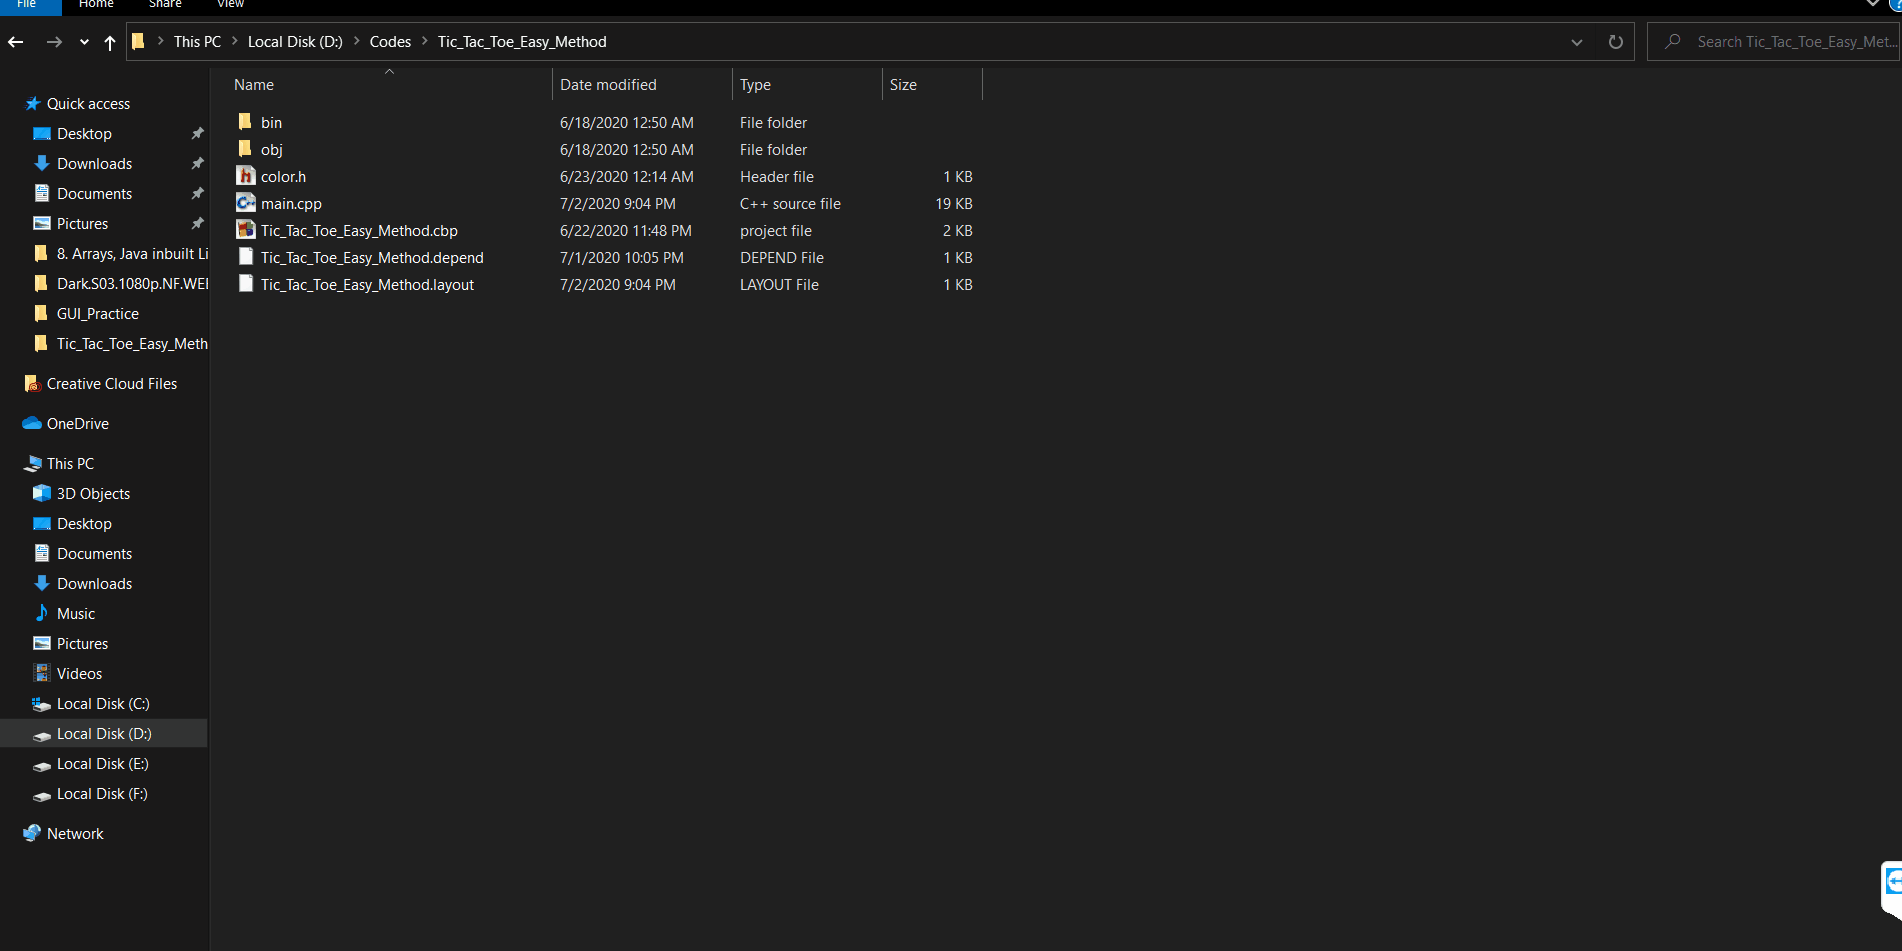 File Home Share View
This PC Local Disk (D:) Codes Tic_Tac_Toe_Easy_Method Search Tic_Tac_Toe_Easy_Met...
Name Date modified Type Size
Quick access
Desktop
Downloads
Documents
Pictures
8. Arrays, Java inbuilt Li
Dark.S03.1080p.NF.WEI
GUI_Practice
Tic_Tac_Toe_Easy_Meth
Creative Cloud Files
OneDrive
This PC
3D Objects
Desktop
Documents
Downloads
Music
Pictures
Videos
Local Disk (C:)
Local Disk (D:)
Local Disk (E:)
Local Disk (F:)
Network
bin 6/18/2020 12:50 AM File folder
obj 6/18/2020 12:50 AM File folder
color.h 6/23/2020 12:14 AM Header file 1 KB
main.cpp 7/2/2020 9:04 PM C++ source file 19 KB
Tic_Tac_Toe_Easy_Method.cbp 6/22/2020 11:48 PM project file 2 KB
Tic_Tac_Toe_Easy_Method.depend 7/1/2020 10:05 PM DEPEND File 1 KB
Tic_Tac_Toe_Easy_Method.layout 7/2/2020 9:04 PM LAYOUT File 1 KB